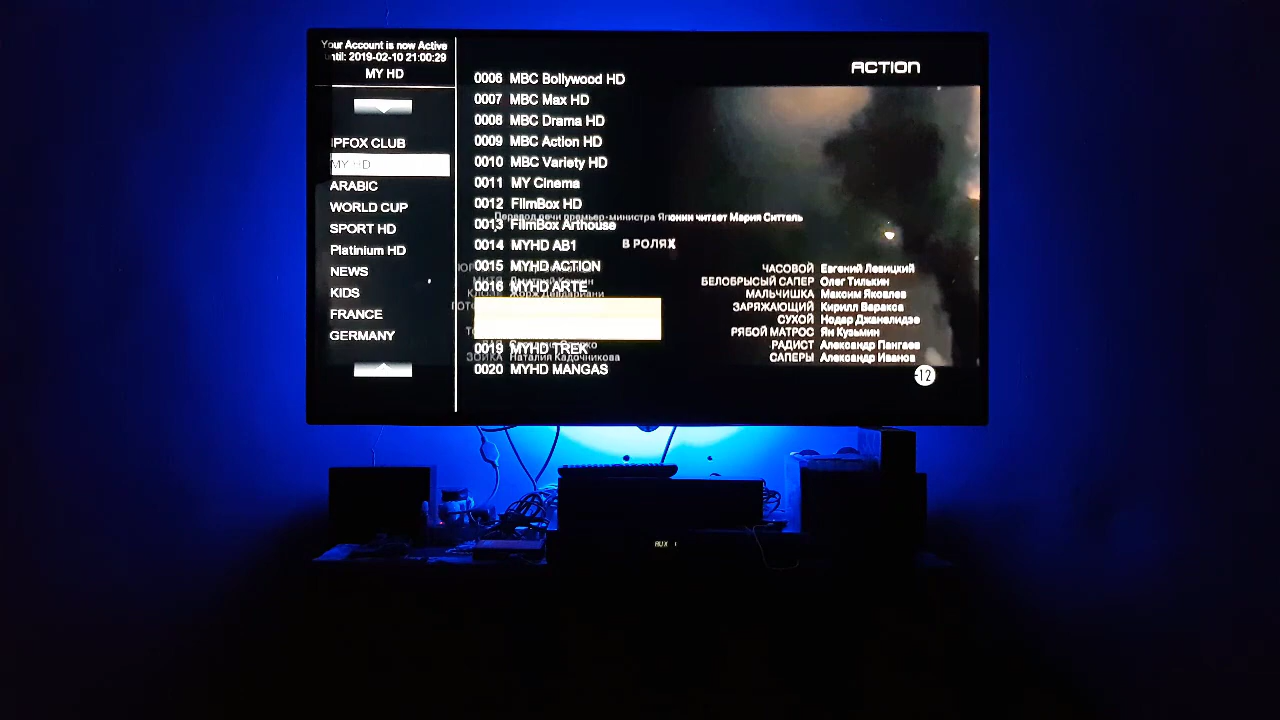 Your Account is now Active
until: 2019-02-10 21:00:29
MY HD
IPFOX CLUB
MY HD
ARABIC
WORLD CUP
SPORT HD
Platinium HD
NEWS
KIDS
FRANCE
GERMANY
0006 MBC Bollywood HD
0007 MBC Max HD
0008 MBC Drama HD
0009 MBC Action HD
0010 MBC Variety HD
0011 MY Cinema
0012 FilmBox HD
0013 FilmBox Arthouse
0014 MYHD AB1
0015 MYHD ACTION
0016 MYHD ARTE
0019 MYHD TREK
0020 MYHD MANGAS
ACTION
Перевод речи премьер-министра Японии читает Мария Ситтель
В РОЛЯХ
ЗОЙКА Наталия Кадочникова
ЧАСОВОЙ Евгений Левицкий
БЕЛОБРЫСЫЙ САПЕР Олег Тилькин
МАЛЬЧИШКА Максим Яковлев
ЗАРЯЖАЮЩИЙ Кирилл Варакса
СУХОЙ Нодар Джанелидзе
РЯБОЙ МАТРОС Ян Кузьмин
РАДИСТ Александр Пангаев
САПЕРЫ Александр Иванов
-12
AUX